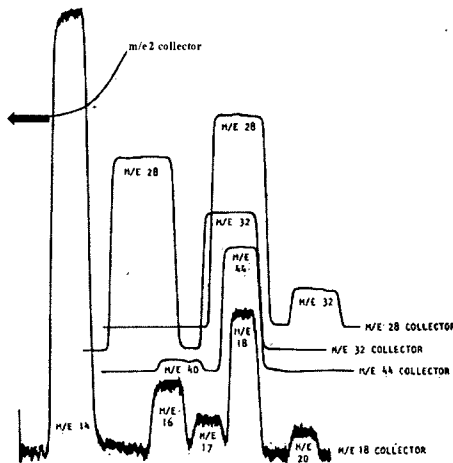 m/e2 collector
M/E 28
M/E 28
M/E 32
M/E
44
M/E 32
M/E
18
M/E 28 COLLECTOR
M/E 32 COLLECTOR
M/E 40
M/E 44 COLLECTOR
M/E 14
M/E
16
M/E
17
M/E
20
M/E 18 COLLECTOR